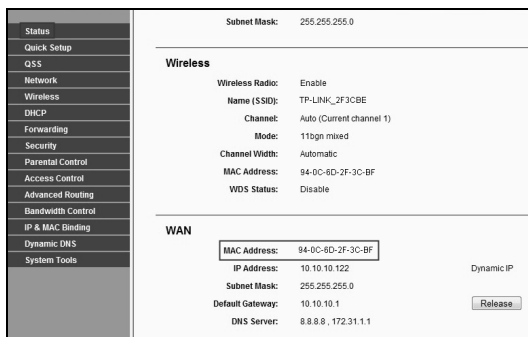 Status
Quick Setup
QSS
Network
Wireless
DHCP
Forwarding
Security
Parental Control
Access Control
Advanced Routing
Bandwidth Control
IP & MAC Binding
Dynamic DNS
System Tools
Subnet Mask: 255.255.255.0
Wireless
Wireless Radio: Enable
Name (SSID): TP-LINK_2F3CBE
Channel: Auto (Current channel 1)
Mode: 11bgn mixed
Channel Width: Automatic
MAC Address: 94-0C-6D-2F-3C-BF
WDS Status: Disable
WAN
MAC Address: 94-0C-6D-2F-3C-BF
IP Address: 10.10.10.122 Dynamic IP
Subnet Mask: 255.255.255.0
Default Gateway: 10.10.10.1 Release
DNS Server: 8.8.8.8 , 172.31.1.1